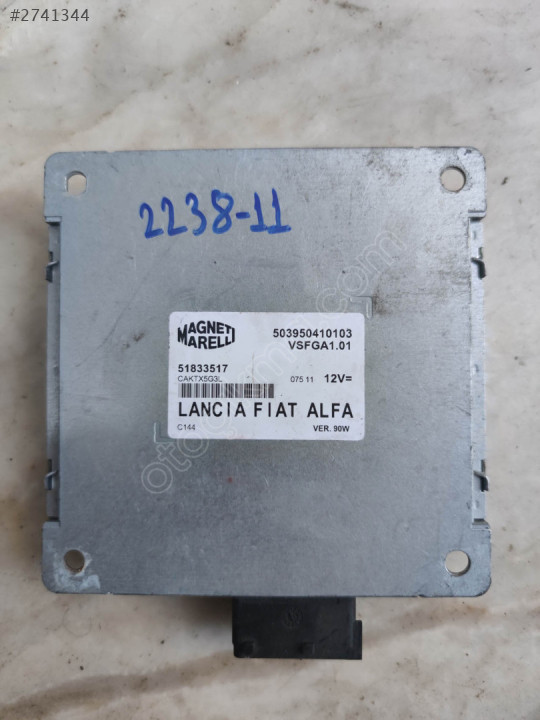 #2741344
2238-11
MAGNETI MARELLI
503950410103
VSFGA1.01
51833517
CAKTX5G3L
075 11 12V=
LANCIA FIAT ALFA
C144 VER. 90W